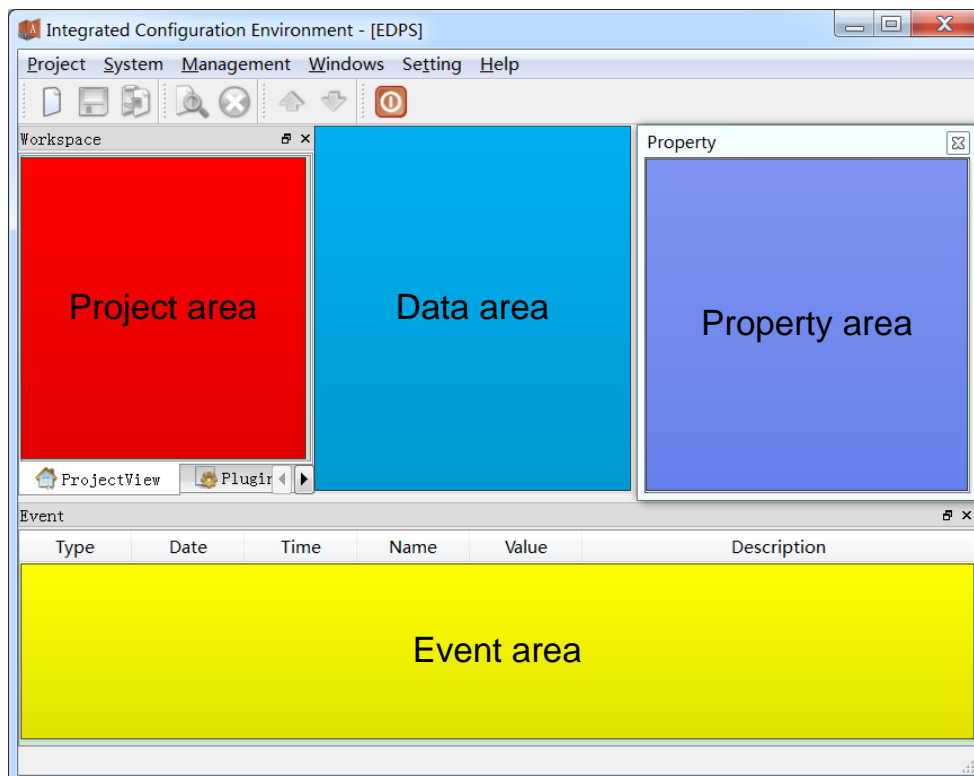 Integrated Configuration Environment - [EDPS]
Project System Management Windows Setting Help
Workspace
Property
Project area
Data area
Property area
ProjectView
Plugin
Event
Type Date Time Name Value Description
Event area